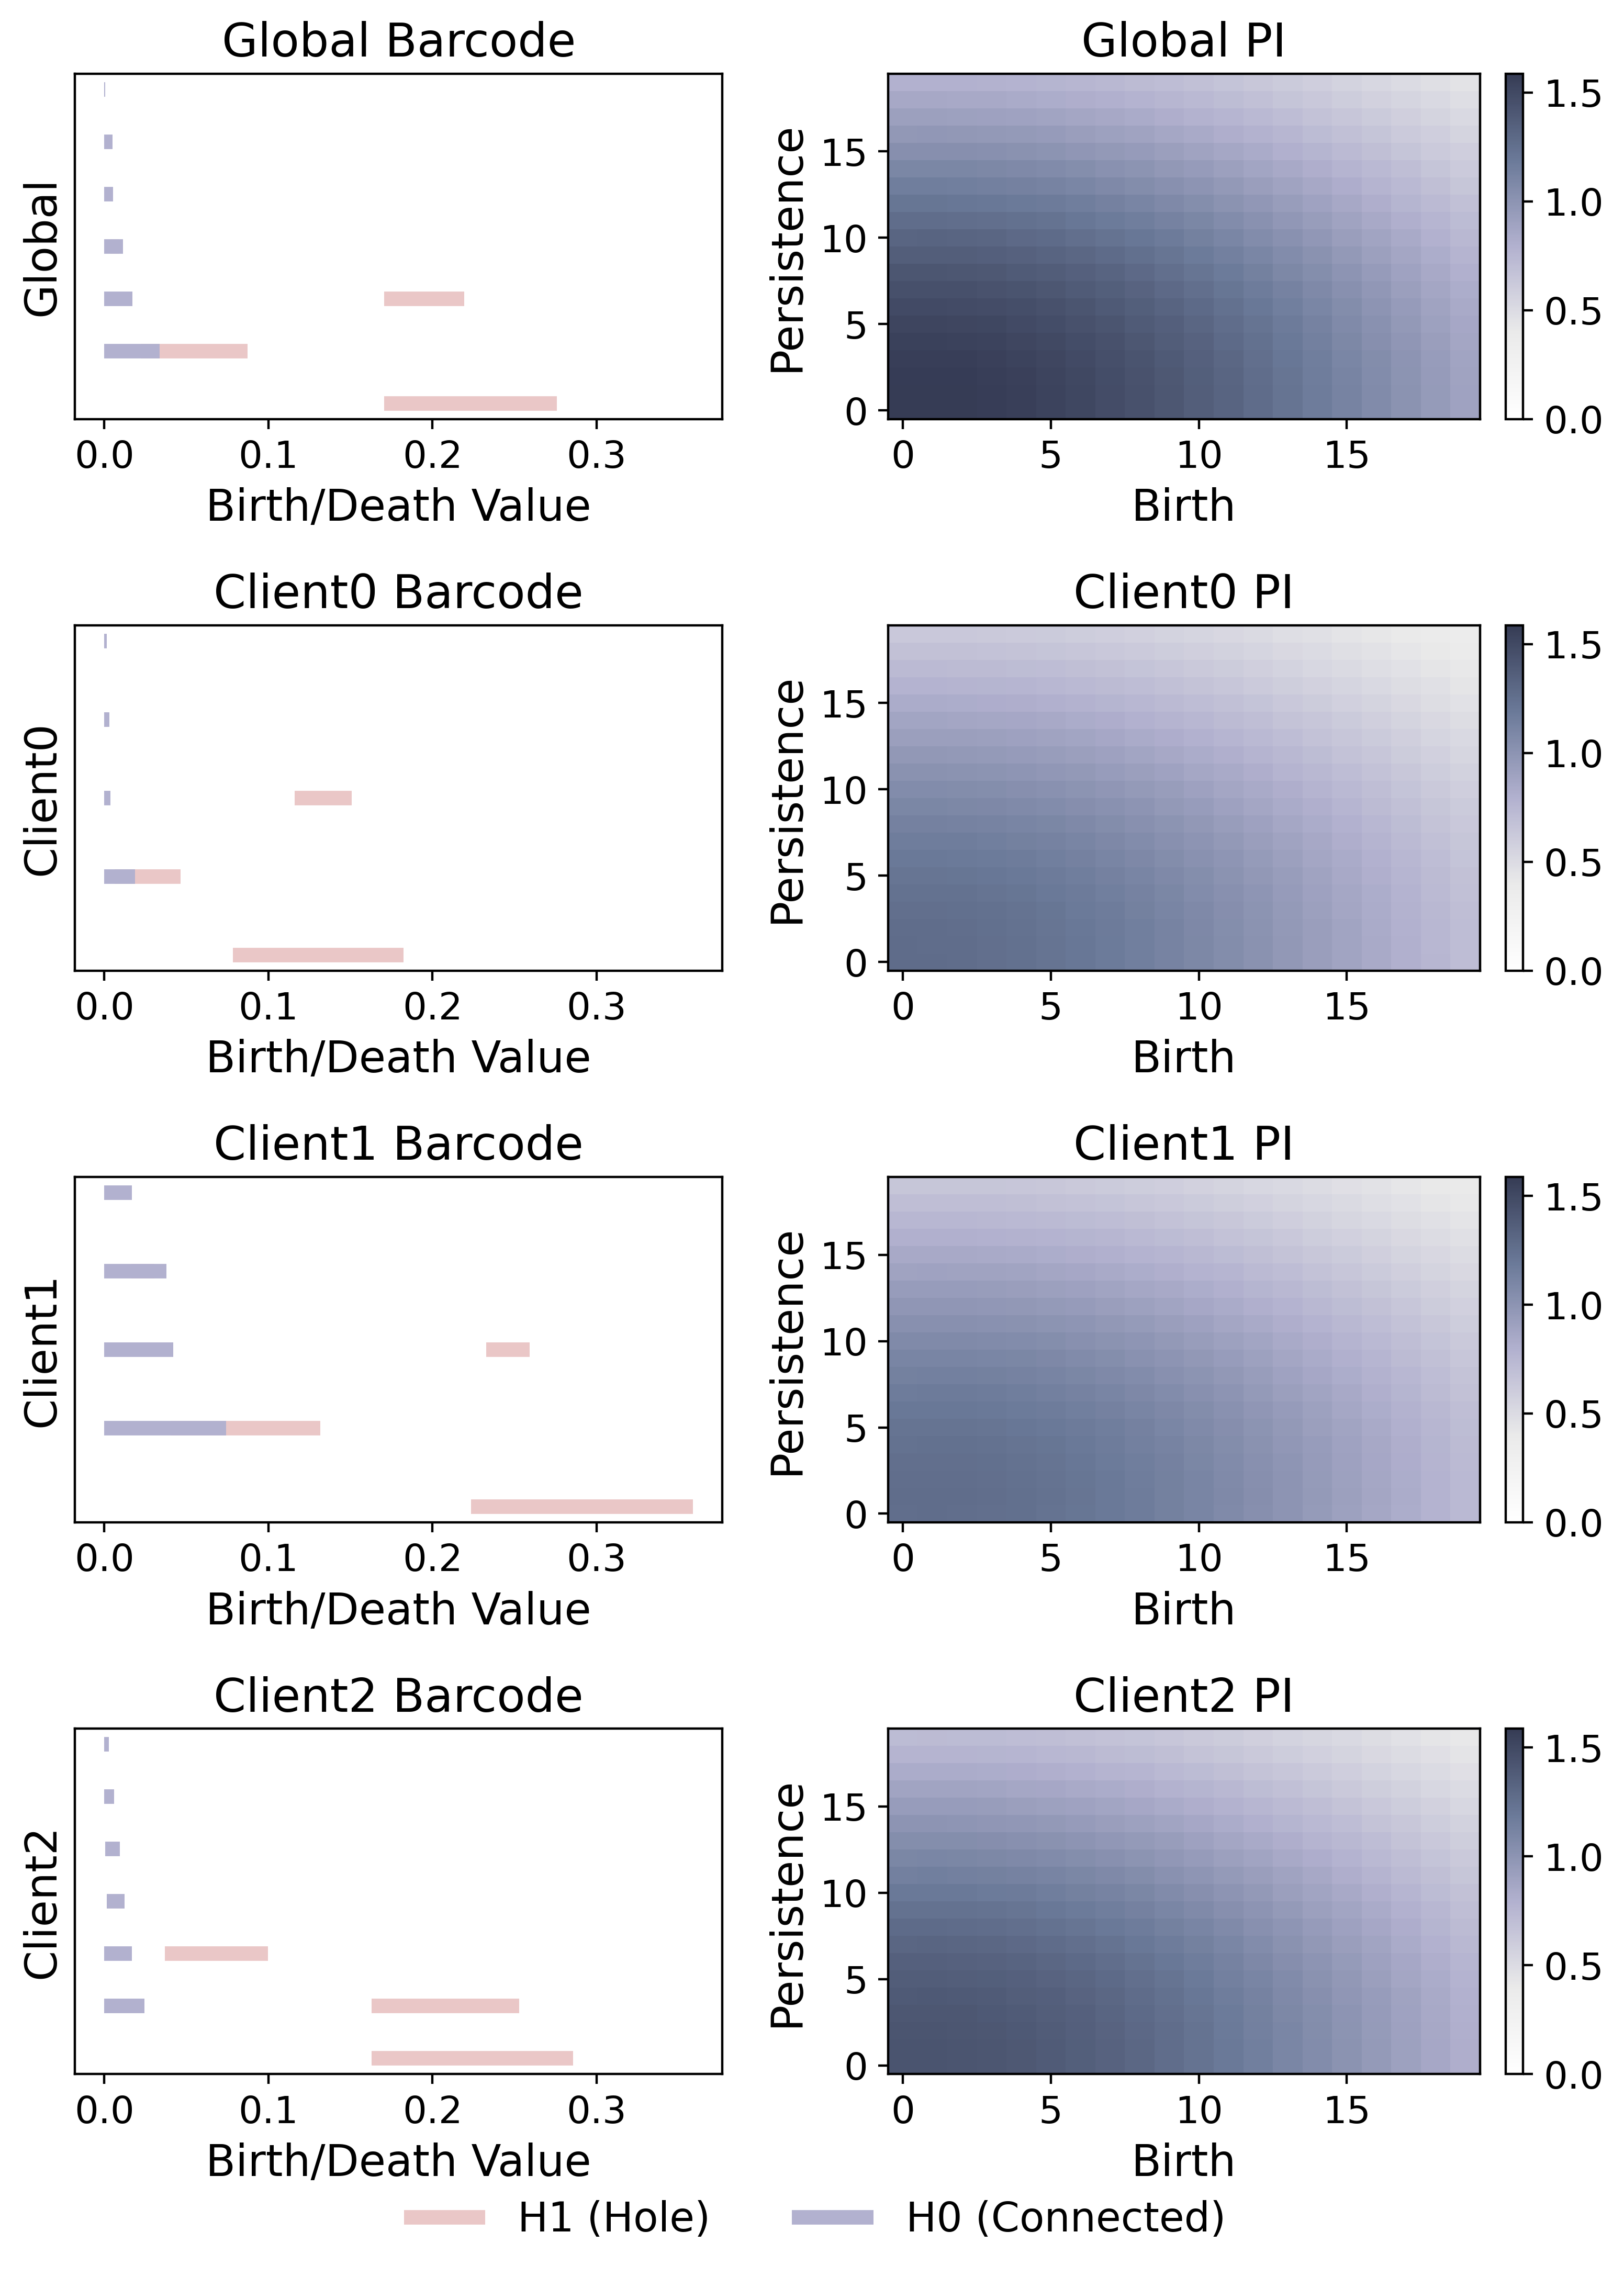 Global Barcode
Global PI
Global
0.0 0.1 0.2 0.3
Birth/Death Value
Persistence
15
10
5
0
0 5 10 15
Birth
1.5
1.0
0.5
0.0
Client0 Barcode
Client0 PI
Client0
0.0 0.1 0.2 0.3
Birth/Death Value
Persistence
15
10
5
0
0 5 10 15
Birth
1.5
1.0
0.5
0.0
Client1 Barcode
Client1 PI
Client1
0.0 0.1 0.2 0.3
Birth/Death Value
Persistence
15
10
5
0
0 5 10 15
Birth
1.5
1.0
0.5
0.0
Client2 Barcode
Client2 PI
Client2
0.0 0.1 0.2 0.3
Birth/Death Value
Persistence
15
10
5
0
0 5 10 15
Birth
1.5
1.0
0.5
0.0
H1 (Hole)
H0 (Connected)